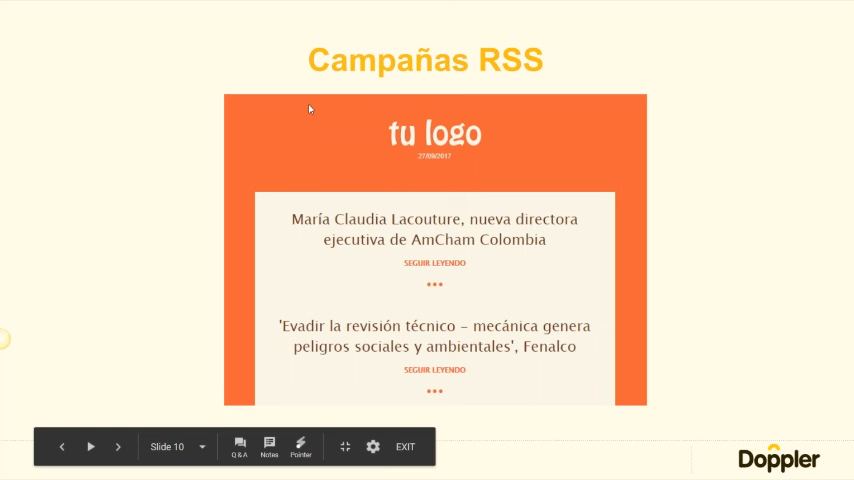 Campañas RSS
tu logo
27/09/2017
María Claudia Lacouture, nueva directora
ejecutiva de AmCham Colombia
SEGUIR LEYENDO
'Evadir la revisión técnico – mecánica genera
peligros sociales y ambientales', Fenalco
SEGUIR LEYENDO
Slide 10
Q & A
Notes
Pointer
EXIT
Doppler